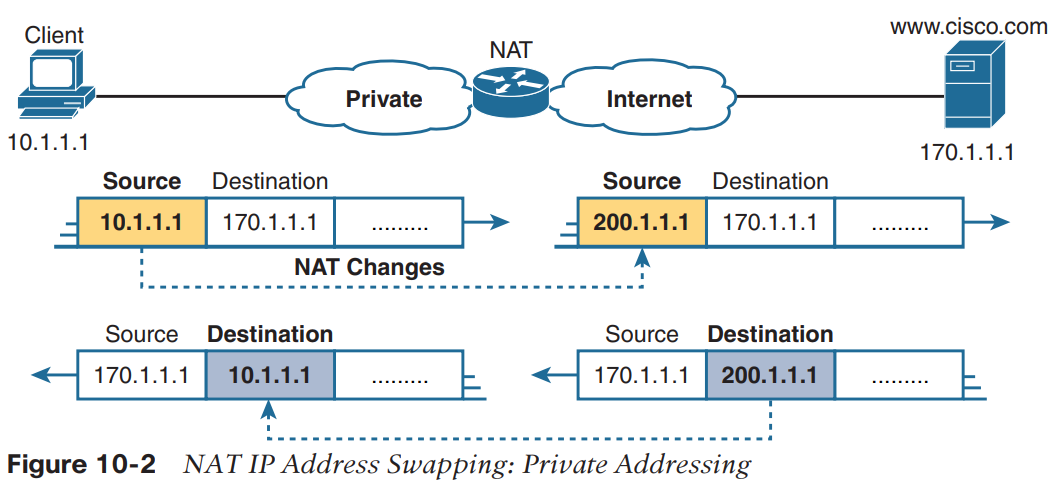 Client
www.cisco.com
NAT
Private
Internet
10.1.1.1
170.1.1.1
Source Destination
Source Destination
10.1.1.1 170.1.1.1 .........
200.1.1.1 170.1.1.1 .........
NAT Changes
Source Destination
Source Destination
170.1.1.1 10.1.1.1 .........
170.1.1.1 200.1.1.1 .........
Figure 10-2 NAT IP Address Swapping: Private Addressing